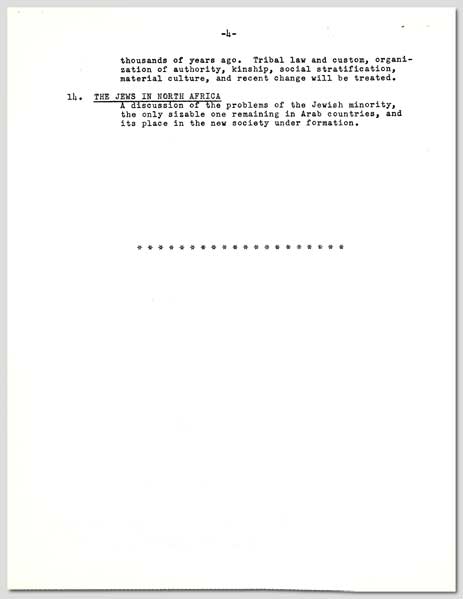 -4-
thousands of years ago. Tribal law and custom, organi-
zation of authority, kinship, social stratification,
material culture, and recent change will be treated.
14. THE JEWS IN NORTH AFRICA
A discussion of the problems of the Jewish minority,
the only sizable one remaining in Arab countries, and
its place in the new society under formation.
* * * * * * * * * * * * * * * * * * * *